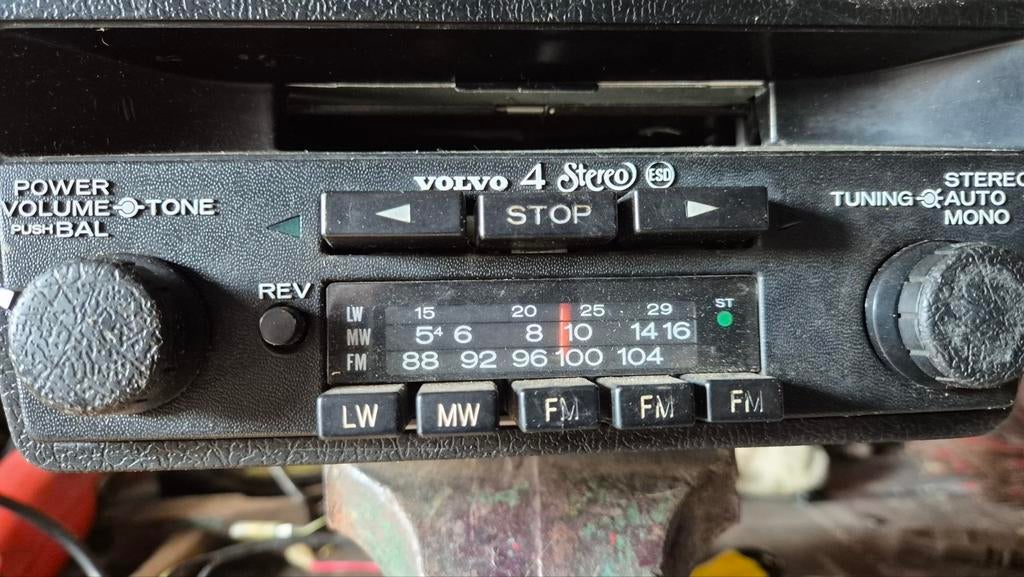 VOLVO 4 Stereo ESD
POWER
VOLUME TONE
PUSH BAL
STOP
STEREO
TUNING AUTO
MONO
REV
LW 15 20 25 29
MW 5⁴ 6 8 10 14 16
FM 88 92 96 100 104
ST
LW MW FM FM FM